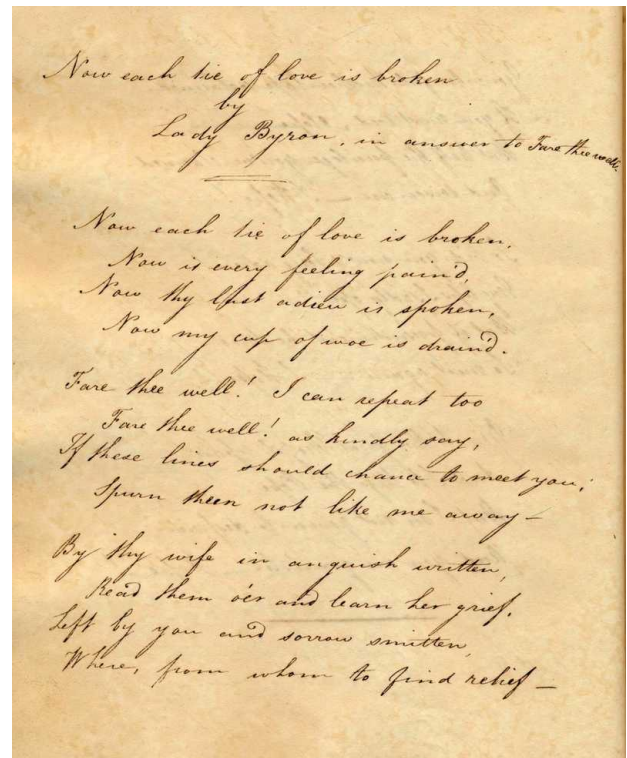 Now each tie of love is broken
by
Lady Byron, in answer to Fare thee well.
Now each tie of love is broken,
Now is every feeling pain'd,
Now thy last adieu is spoken,
Now my cup of woe is drain'd.
Fare thee well! I can repeat too
Fare thee well! as kindly say,
If these lines should chance to meet you,
Spurn them not like me away—
By thy wife in anguish written,
Read them o'er and learn her grief,
Left by you and sorrow smitten,
Where, from whom to find relief—